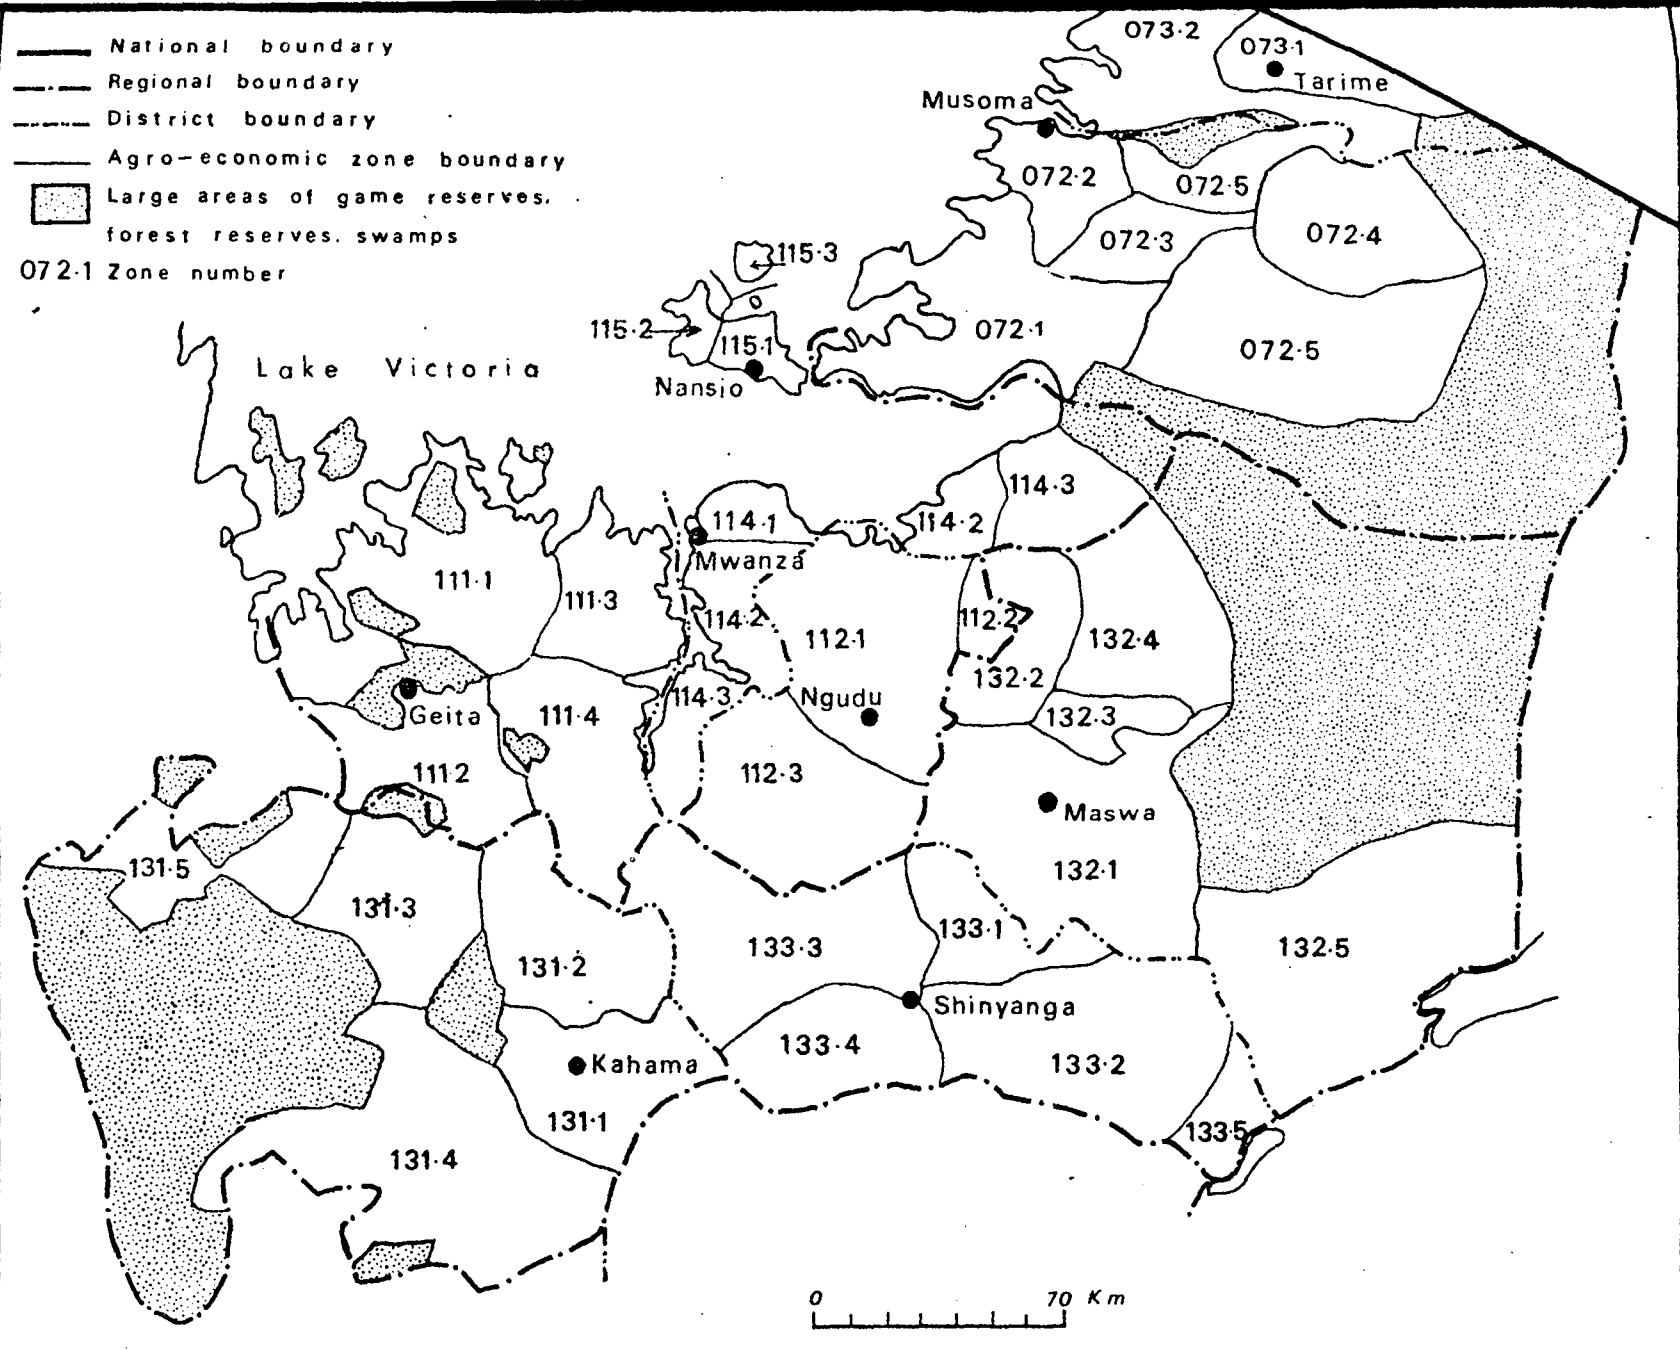 National boundary
Regional boundary
District boundary
Agro-economic zone boundary
Large areas of game reserves,
forest reserves. swamps
072·1 Zone number
073·2
073·1
Tarime
Musoma
072·2
072·5
072·3
072·4
115·3
115·2
115·1
072·1
072·5
Lake Victoria
Nansio
114·3
114·1
114·2
Mwanza
111·1
111·3
114·2
112·1
112·2
132·4
132·2
114·3
Ngudu
Geita
111·4
132·3
111·2
112·3
Maswa
131·5
132·1
131·3
133·1
133·3
132·5
131·2
Shinyanga
133·4
Kahama
133·2
131·1
133·5
131·4
0 70 Km